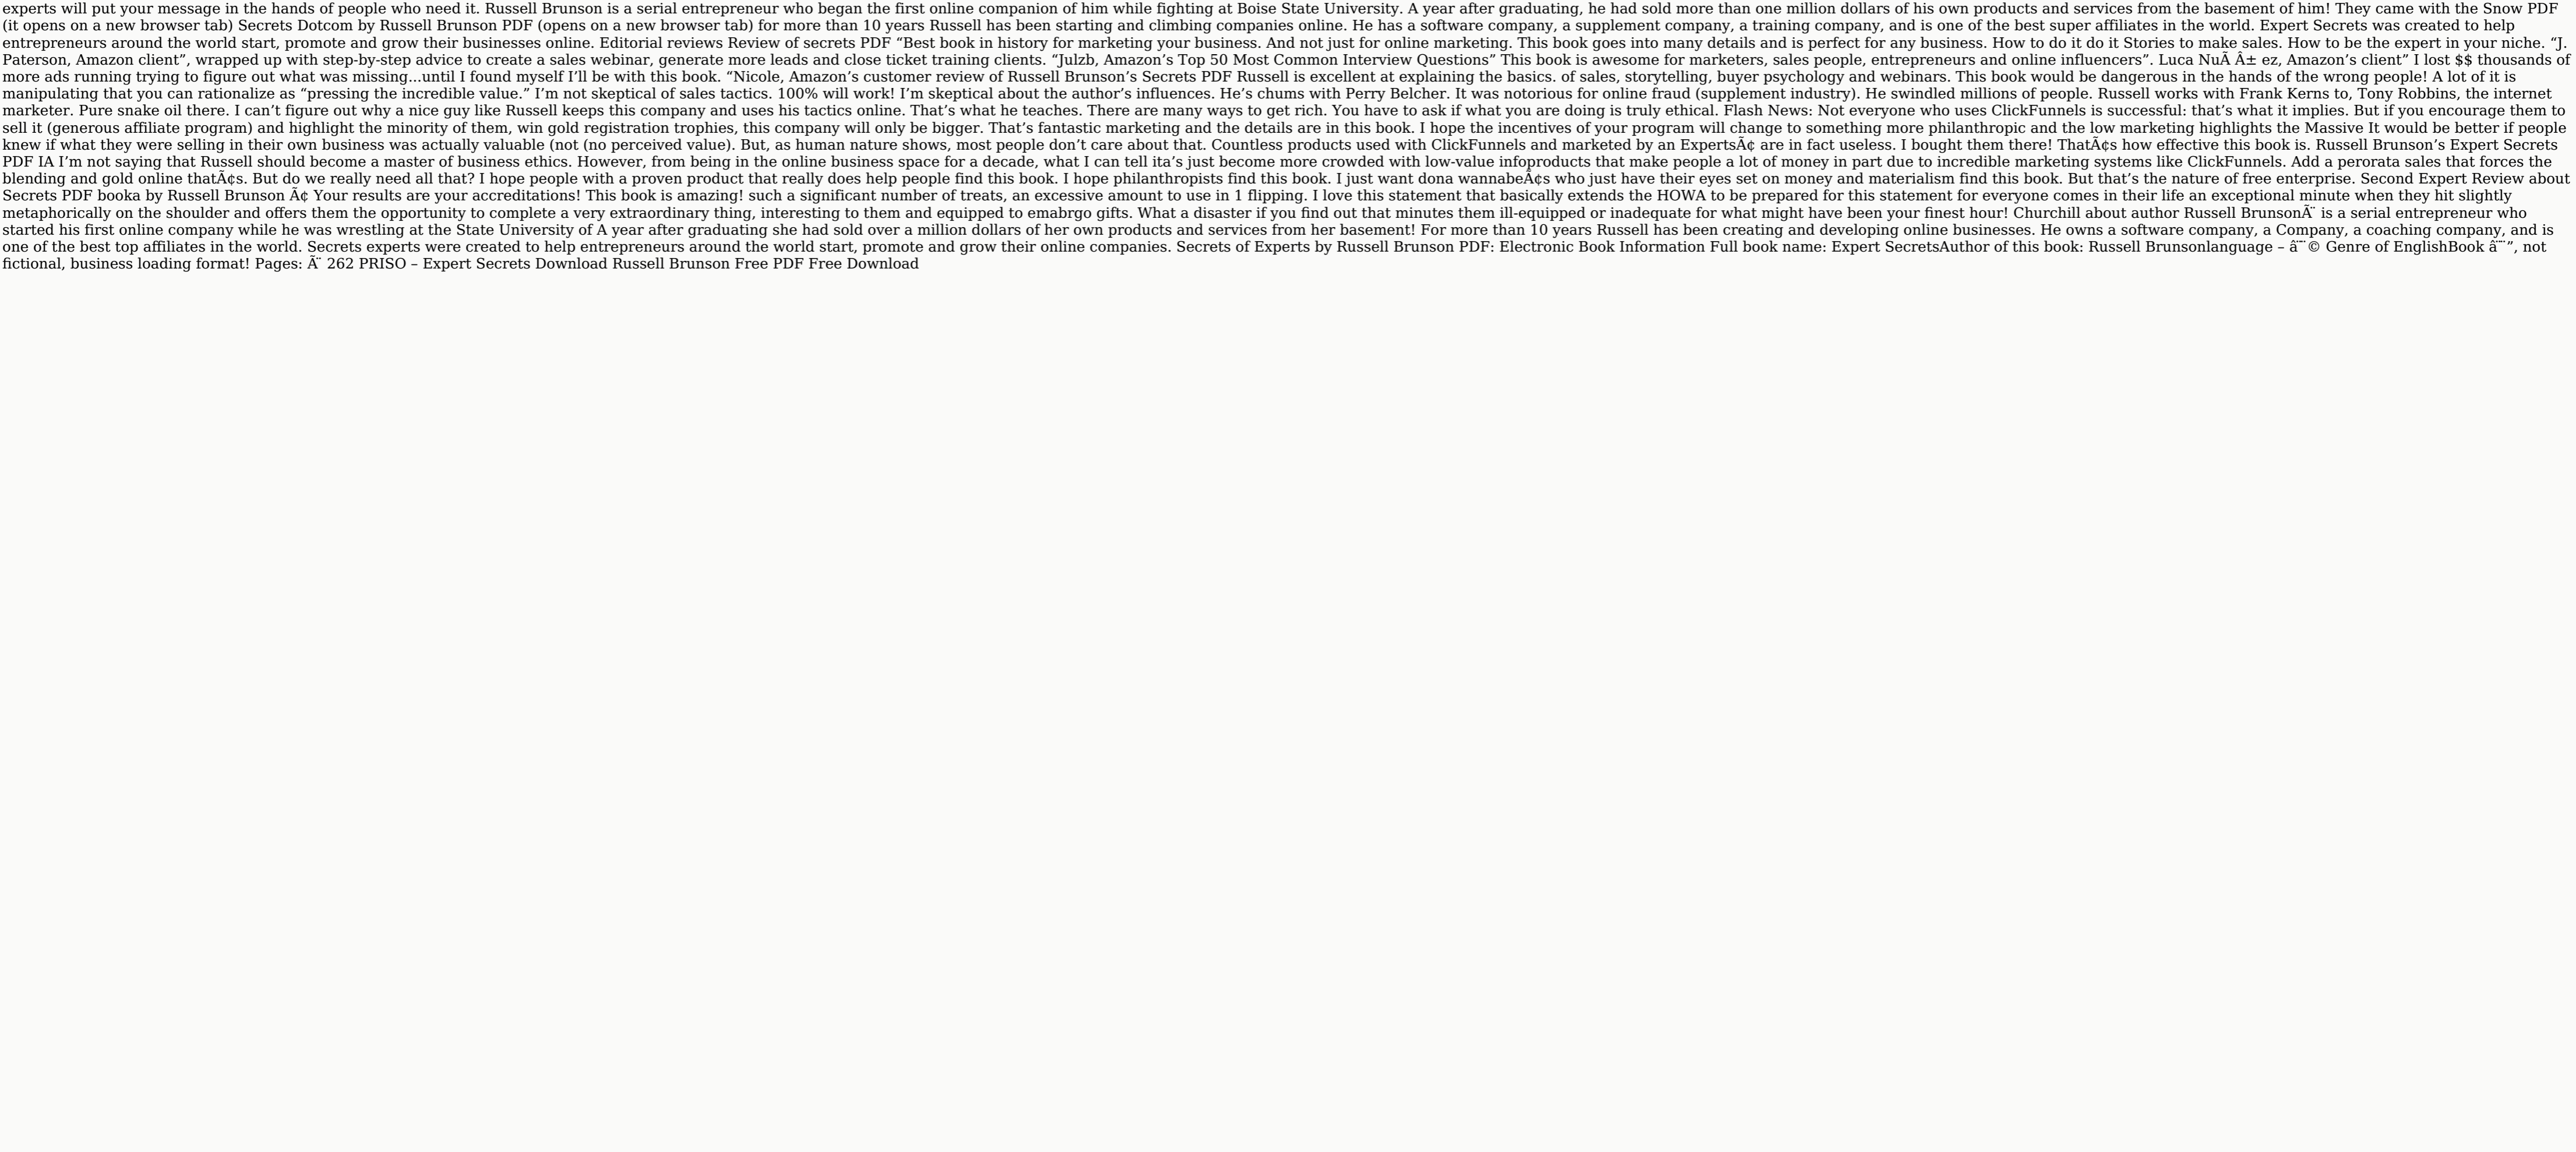 experts will put your message in the hands of people who need it. Russell Brunson is a serial entrepreneur who began the first online companion of him while fighting at Boise State University. A year after graduating, he had sold more than one million dollars of his own products and services from the basement of him! They came with the Snow PDF
(it opens on a new browser tab) Secrets Dotcom by Russell Brunson PDF (opens on a new browser tab) for more than 10 years Russell has been starting and climbing companies online. He has a software company, a supplement company, a training company, and is one of the best super affiliates in the world. Expert Secrets was created to help
entrepreneurs around the world start, promote and grow their businesses online. Editorial reviews Review of secrets PDF “Best book in history for marketing your business. And not just for online marketing. This book goes into many details and is perfect for any business. How to do it do it Stories to make sales. How to be the expert in your niche. “J.
Paterson, Amazon client”, wrapped up with step-by-step advice to create a sales webinar, generate more leads and close ticket training clients. “Julzb, Amazon’s Top 50 Most Common Interview Questions” This book is awesome for marketers, sales people, entrepreneurs and online influencers”. Luca NuÃ Â± ez, Amazon’s client” I lost $$ thousands of
more ads running trying to figure out what was missing...until I found myself I’ll be with this book. “Nicole, Amazon’s customer review of Russell Brunson’s Secrets PDF Russell is excellent at explaining the basics. of sales, storytelling, buyer psychology and webinars. This book would be dangerous in the hands of the wrong people! A lot of it is
manipulating that you can rationalize as “pressing the incredible value.” I’m not skeptical of sales tactics. 100% will work! I’m skeptical about the author’s influences. He’s chums with Perry Belcher. It was notorious for online fraud (supplement industry). He swindled millions of people. Russell works with Frank Kerns to, Tony Robbins, the internet
marketer. Pure snake oil there. I can’t figure out why a nice guy like Russell keeps this company and uses his tactics online. That’s what he teaches. There are many ways to get rich. You have to ask if what you are doing is truly ethical. Flash News: Not everyone who uses ClickFunnels is successful: that’s what it implies. But if you encourage them to
sell it (generous affiliate program) and highlight the minority of them, win gold registration trophies, this company will only be bigger. That’s fantastic marketing and the details are in this book. I hope the incentives of your program will change to something more philanthropic and the low marketing highlights the Massive It would be better if people
knew if what they were selling in their own business was actually valuable (not (no perceived value). But, as human nature shows, most people don’t care about that. Countless products used with ClickFunnels and marketed by an ExpertsÃ¢ are in fact useless. I bought them there! ThatÃ¢s how effective this book is. Russell Brunson’s Expert Secrets
PDF IA I’m not saying that Russell should become a master of business ethics. However, from being in the online business space for a decade, what I can tell ita’s just become more crowded with low-value infoproducts that make people a lot of money in part due to incredible marketing systems like ClickFunnels. Add a perorata sales that forces the
blending and gold online thatÃ¢s. But do we really need all that? I hope people with a proven product that really does help people find this book. I hope philanthropists find this book. I just want dona wannabeÃ¢s who just have their eyes set on money and materialism find this book. But that’s the nature of free enterprise. Second Expert Review about
Secrets PDF booka by Russell Brunson Ã¢ Your results are your accreditations! This book is amazing! such a significant number of treats, an excessive amount to use in 1 flipping. I love this statement that basically extends the HOWA to be prepared for this statement for everyone comes in their life an exceptional minute when they hit slightly
metaphorically on the shoulder and offers them the opportunity to complete a very extraordinary thing, interesting to them and equipped to emabrgo gifts. What a disaster if you find out that minutes them ill-equipped or inadequate for what might have been your finest hour! Churchill about author Russell BrunsonÃ¨ is a serial entrepreneur who
started his first online company while he was wrestling at the State University of A year after graduating she had sold over a million dollars of her own products and services from her basement! For more than 10 years Russell has been creating and developing online businesses. He owns a software company, a Company, a coaching company, and is
one of the best top affiliates in the world. Secrets experts were created to help entrepreneurs around the world start, promote and grow their online companies. Secrets of Experts by Russell Brunson PDF: Electronic Book Information Full book name: Expert SecretsAuthor of this book: Russell Brunsonlanguage – â¨© Genre of EnglishBook â¨¨”, not
fictional, business loading format! Pages: Ã¨ 262 PRISO – Expert Secrets Download Russell Brunson Free PDF Free Download